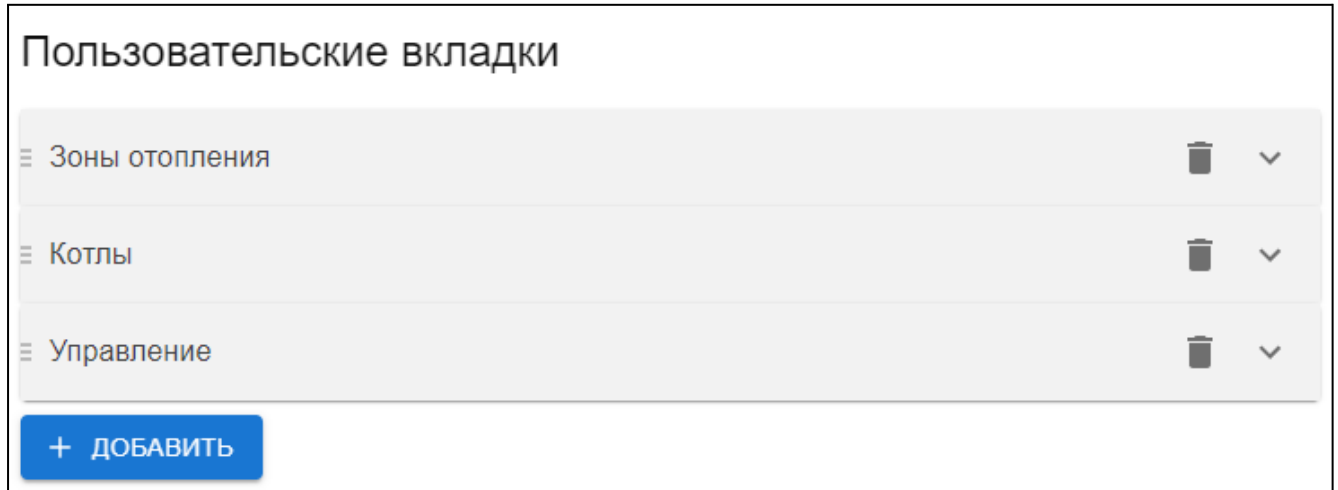 Пользовательские вкладки
Зоны отопления
Котлы
Управление
+ ДОБАВИТЬ